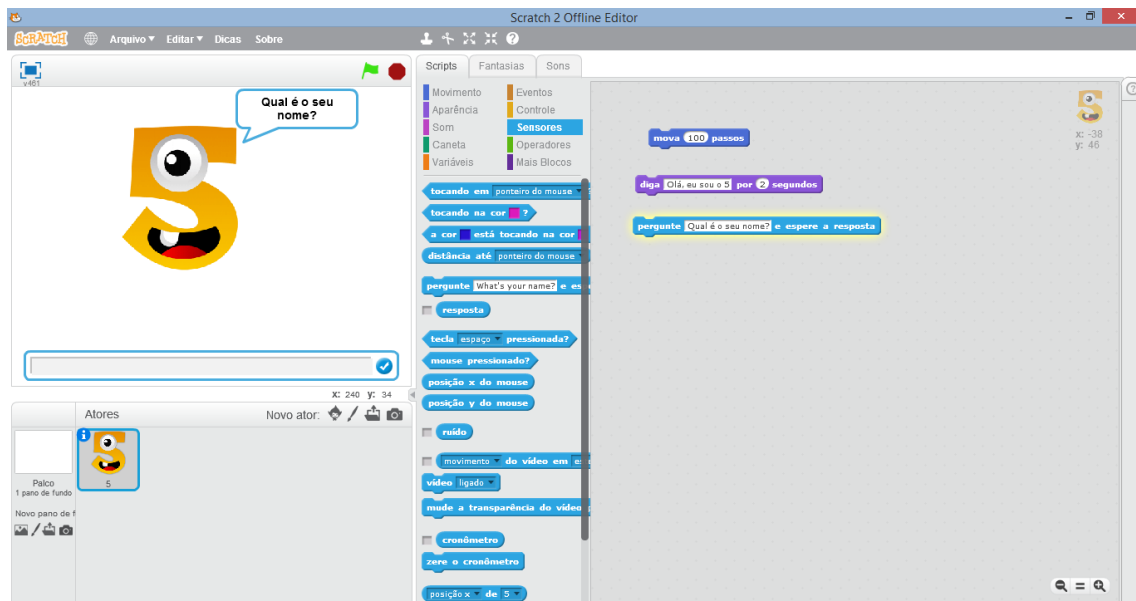 Scratch 2 Offline Editor
SCRATCH Arquivo Editar Dicas Sobre
v461
Qual é o seu
nome?
X: 240 y: 34
Atores
Novo ator:
Palco
1 pano de fundo
5
Novo pano de f
Scripts Fantasias Sons
Movimento Eventos
Aparência Controle
Som Sensores
Caneta Operadores
Variáveis Mais Blocos
tocando em ponteiro do mouse
tocando na cor ?
a cor está tocando na cor
distância até ponteiro do mouse
pergunte What's your name? e es
resposta
tecla espaço pressionada?
mouse pressionado?
posição x do mouse
posição y do mouse
ruído
movimento do vídeo em es
vídeo ligado
mude a transparência do vídeo
cronômetro
zere o cronômetro
posição x de 5
mova 100 passos
diga Olá, eu sou o 5 por 2 segundos
pergunte Qual é o seu nome? e espere a resposta
x: -38
y: 46